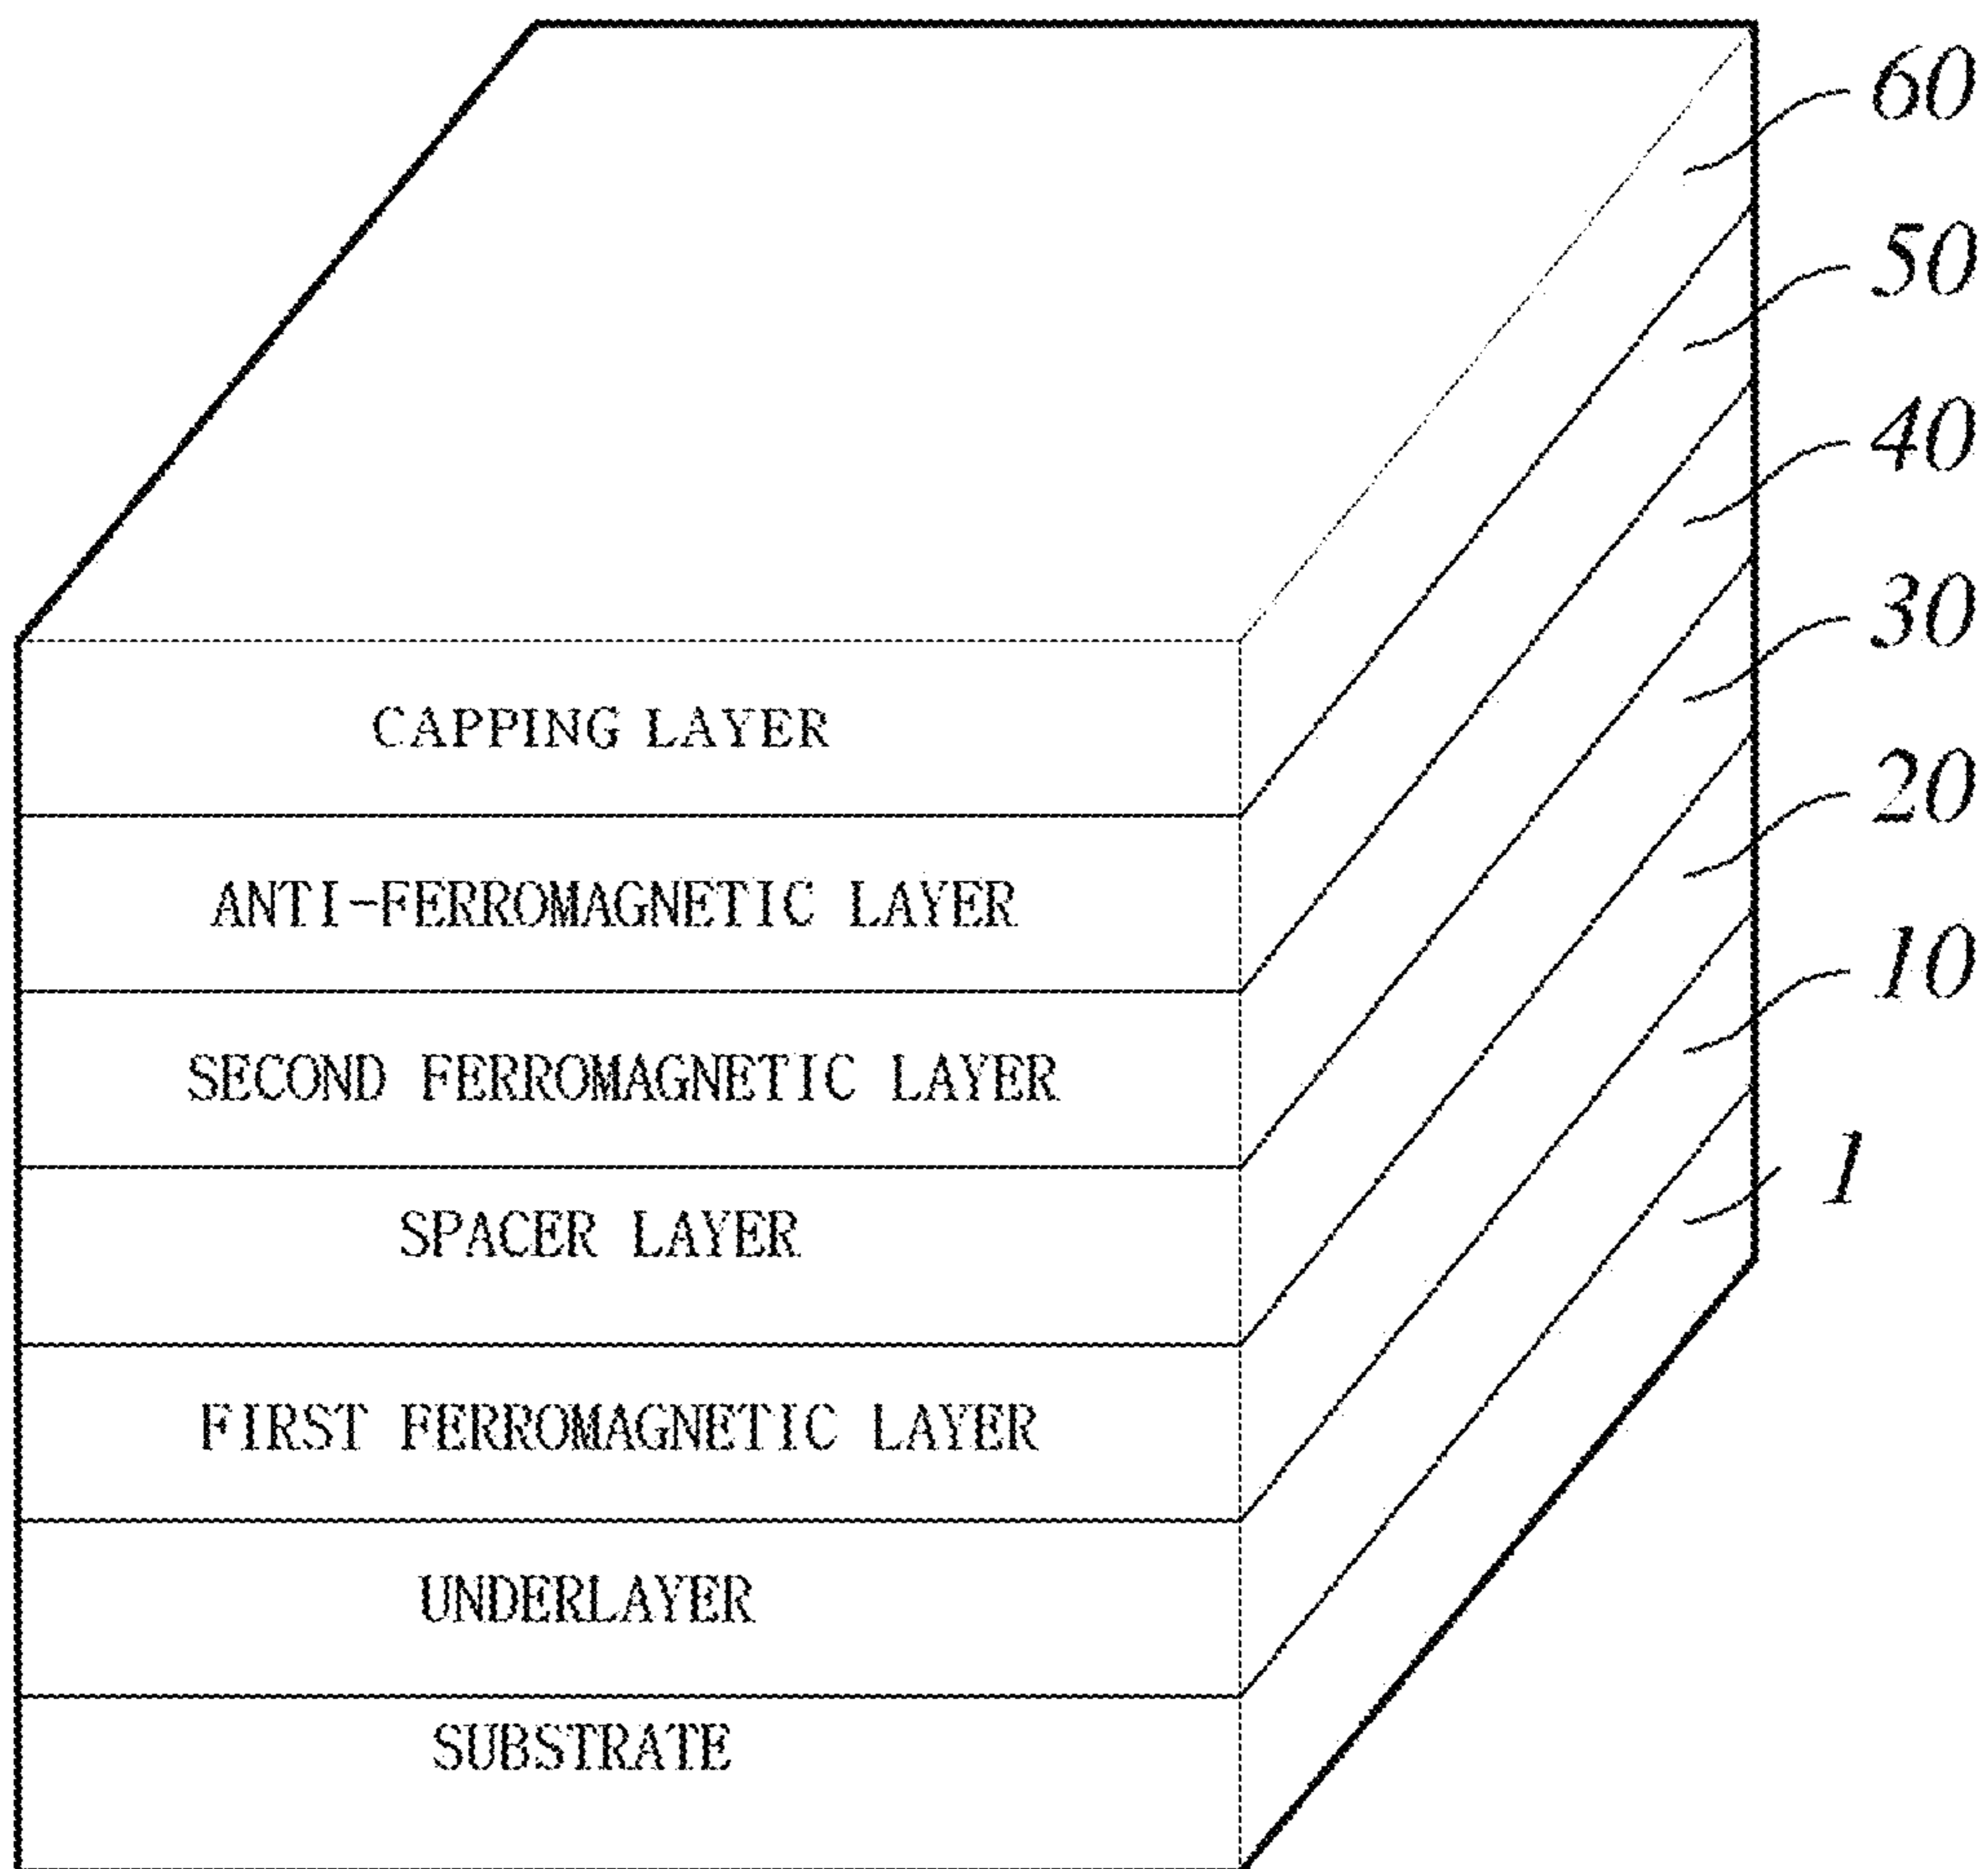 60
50
40
30
20
10
1
CAPPING LAYER
ANTI-FERROMAGNETIC LAYER
SECOND FERROMAGNETIC LAYER
SPACER LAYER
FIRST FERROMAGNETIC LAYER
UNDERLAYER
SUBSTRATE